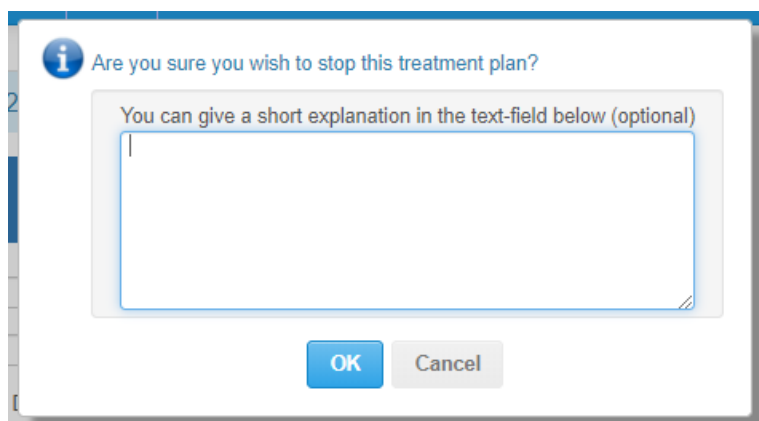 Are you sure you wish to stop this treatment plan?
2
You can give a short explanation in the text-field below (optional)
OK Cancel